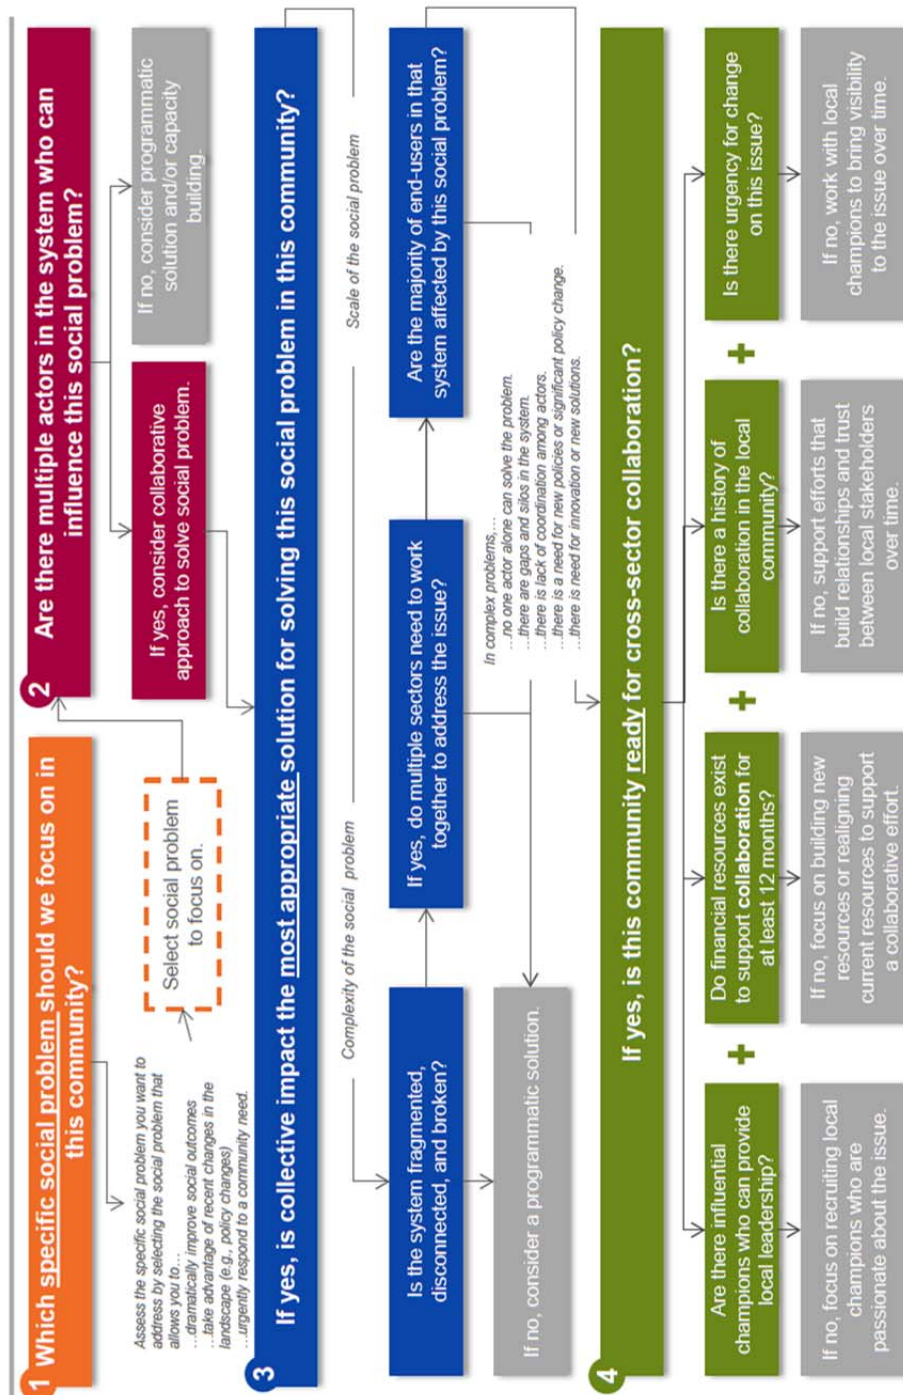 1
Which specific social problem should we focus on in
this community?
Assess the specific social problem you want to
address by selecting the social problem that
allows you to…
…dramatically improve social outcomes
…take advantage of recent changes in the
landscape (e.g., policy changes)
…urgently respond to a community need.
Select social problem
to focus on.
2
Are there multiple actors in the system who can
influence this social problem?
If yes, consider collaborative
approach to solve social problem.
If no, consider programmatic
solution and/or capacity
building.
3
If yes, is collective impact the most appropriate solution for solving this social problem in this community?
Complexity of the social problem
Scale of the social problem
Is the system fragmented,
disconnected, and broken?
If yes, do multiple sectors need to work
together to address the issue?
Are the majority of end-users in that
system affected by this social problem?
If no, consider a programmatic solution.
In complex problems,…
…no one actor alone can solve the problem.
…there are gaps and silos in the system.
…there is lack of coordination among actors.
…there is a need for new policies or significant policy change.
…there is need for innovation or new solutions.
4
If yes, is this community ready for cross-sector collaboration?
Are there influential
champions who can provide
local leadership?
+
Do financial resources exist
to support collaboration for
at least 12 months?
+
Is there a history of
collaboration in the local
community?
+
Is there urgency for change
on this issue?
If no, focus on recruiting local
champions who are
passionate about the issue.
If no, focus on building new
resources or realigning
current resources to support
a collaborative effort.
If no, support efforts that
build relationships and trust
between local stakeholders
over time.
If no, work with local
champions to bring visibility
to the issue over time.